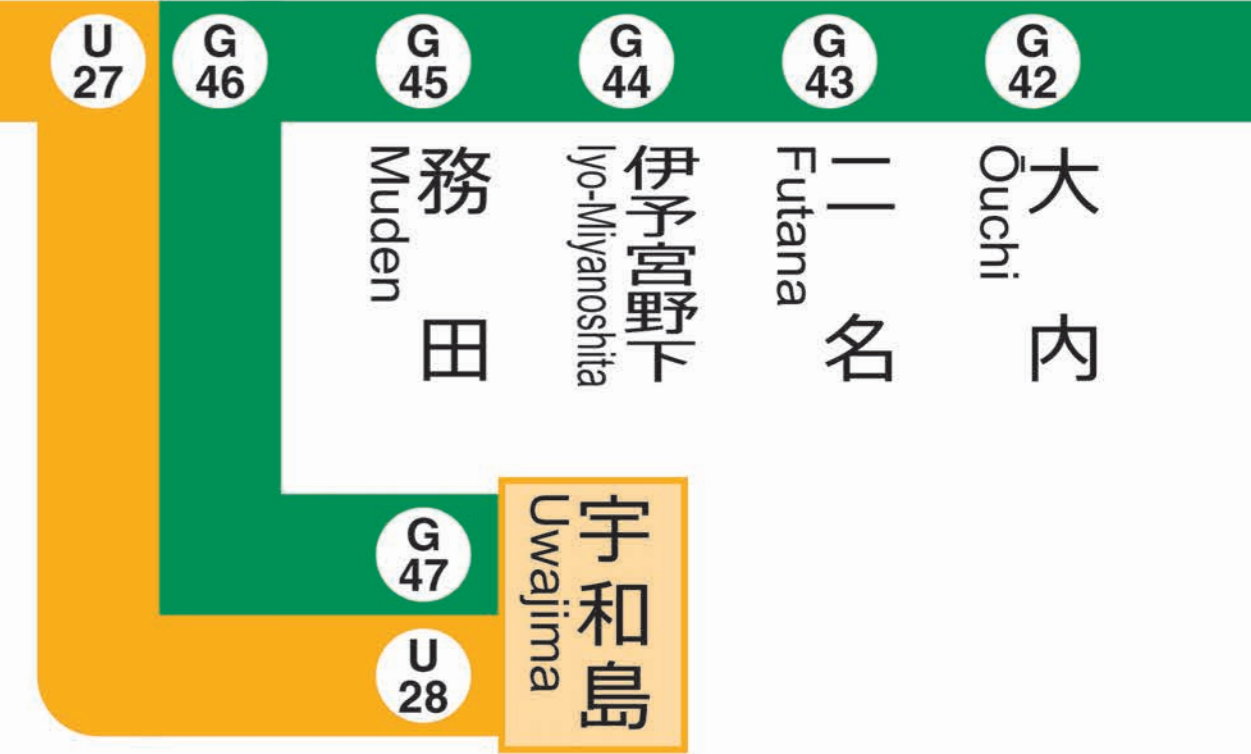 U
27
G
46
G
45
G
44
G
43
G
42
務田
Muden
伊予宮野下
Iyo-Miyanoshita
二名
Futana
大内
Ōuchi
G
47
U
28
宇和島
Uwajima